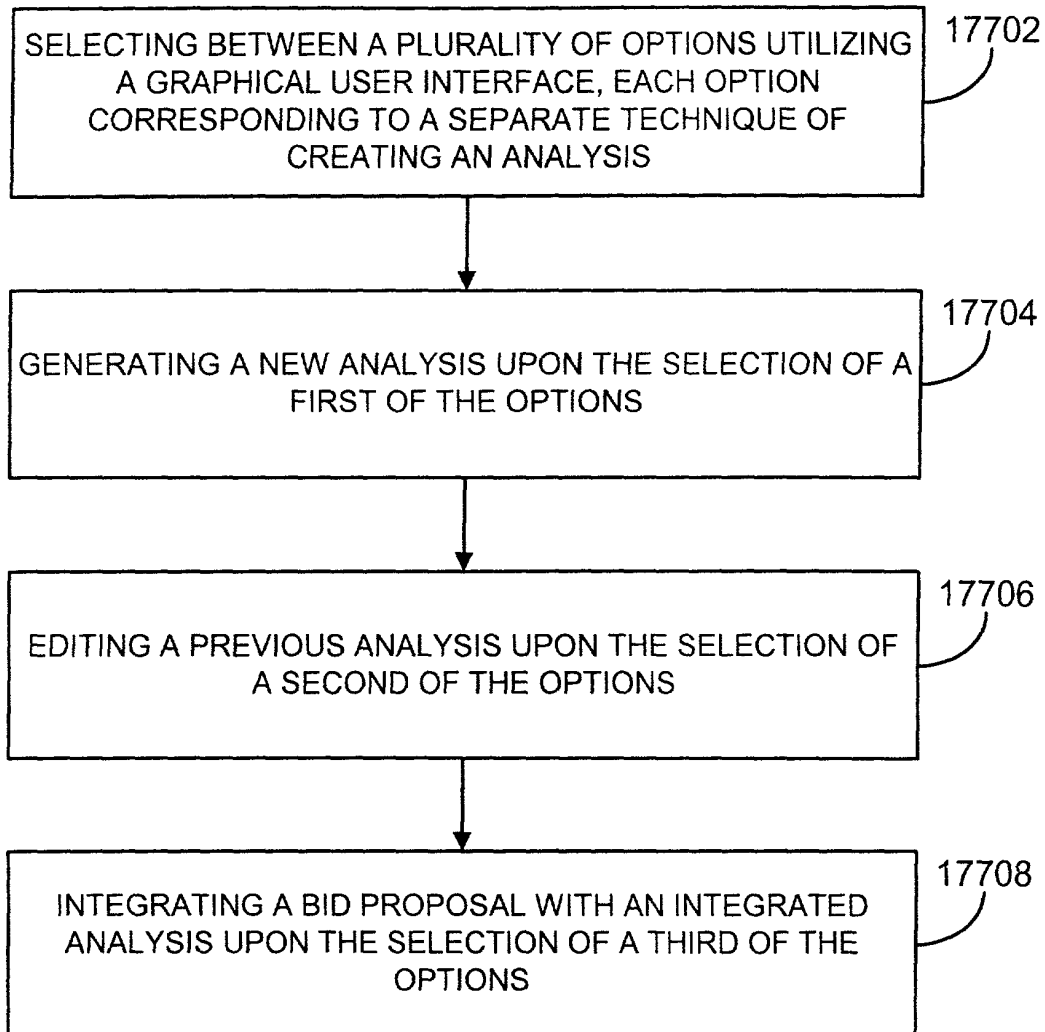 SELECTING BETWEEN A PLURALITY OF OPTIONS UTILIZING
A GRAPHICAL USER INTERFACE, EACH OPTION
CORRESPONDING TO A SEPARATE TECHNIQUE OF
CREATING AN ANALYSIS
17702
GENERATING A NEW ANALYSIS UPON THE SELECTION OF A
FIRST OF THE OPTIONS
17704
EDITING A PREVIOUS ANALYSIS UPON THE SELECTION OF
A SECOND OF THE OPTIONS
17706
INTEGRATING A BID PROPOSAL WITH AN INTEGRATED
ANALYSIS UPON THE SELECTION OF A THIRD OF THE
OPTIONS
17708